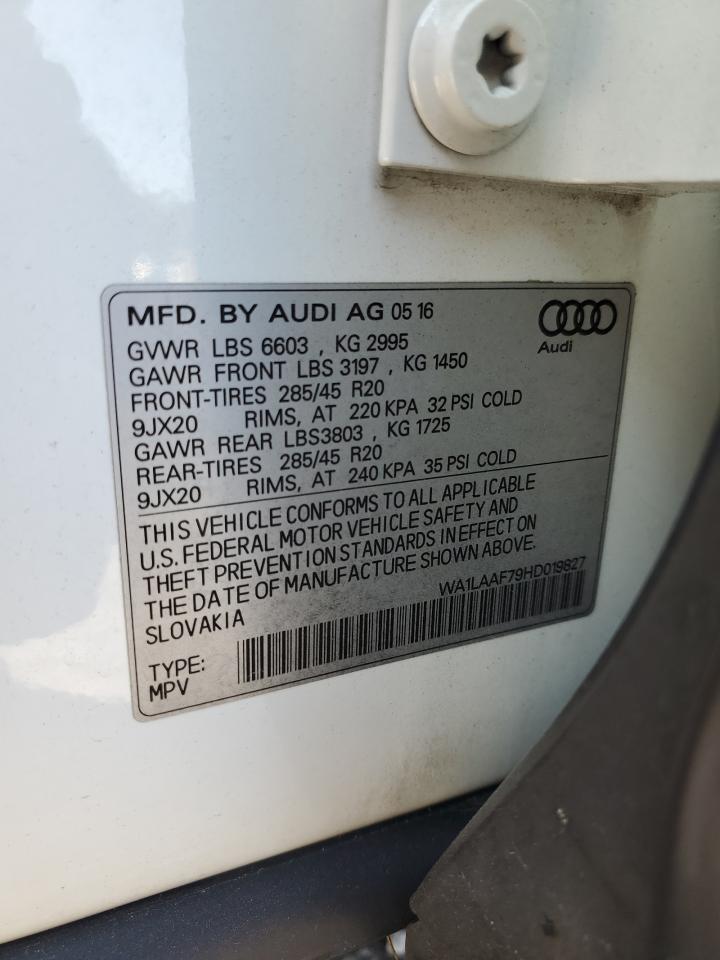 MFD. BY AUDI AG 05 16
Audi
GVWR LBS 6603 , KG 2995
GAWR FRONT LBS 3197 , KG 1450
FRONT-TIRES 285/45 R20
9JX20 RIMS, AT 220 KPA 32 PSI COLD
GAWR REAR LBS3803 , KG 1725
REAR-TIRES 285/45 R20
9JX20 RIMS, AT 240 KPA 35 PSI COLD
THIS VEHICLE CONFORMS TO ALL APPLICABLE
U.S. FEDERAL MOTOR VEHICLE SAFETY AND
THEFT PREVENTION STANDARDS IN EFFECT ON
THE DATE OF MANUFACTURE SHOWN ABOVE.
SLOVAKIA
WA1LAAF79HD019827
TYPE:
MPV